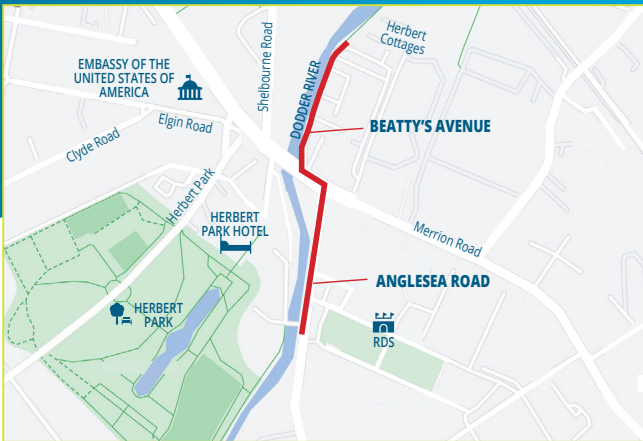 Herbert
Cottages
Shelbourne Road
EMBASSY OF THE
UNITED STATES OF
AMERICA
DODDER RIVER
Elgin Road
BEATTY'S AVENUE
Clyde Road
Herbert Park
HERBERT
PARK HOTEL
Merrion Road
ANGLESEA ROAD
HERBERT
PARK
RDS